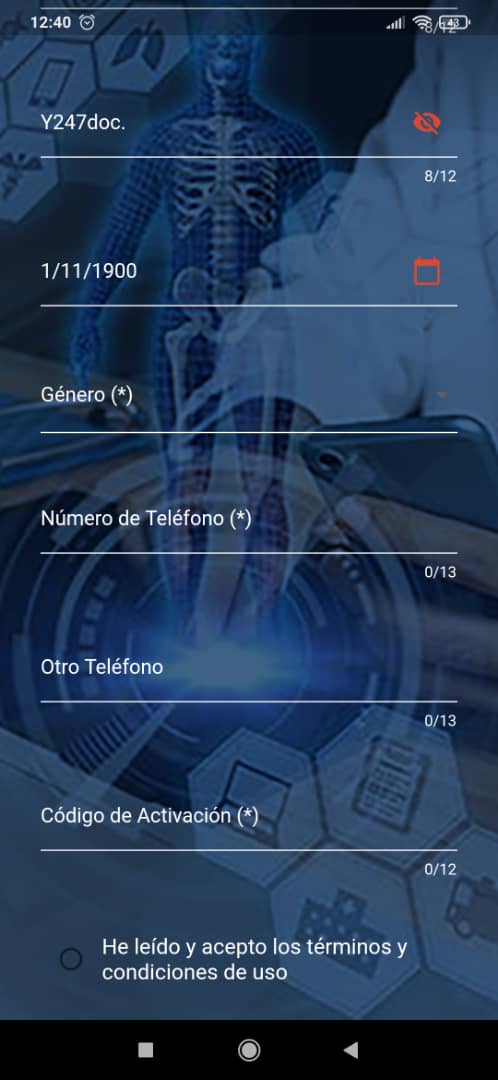 12:40
43
8/12
Y247doc.
8/12
1/11/1900
Género (*)
Número de Teléfono (*)
0/13
Otro Teléfono
0/13
Código de Activación (*)
0/12
He leído y acepto los términos y
condiciones de uso